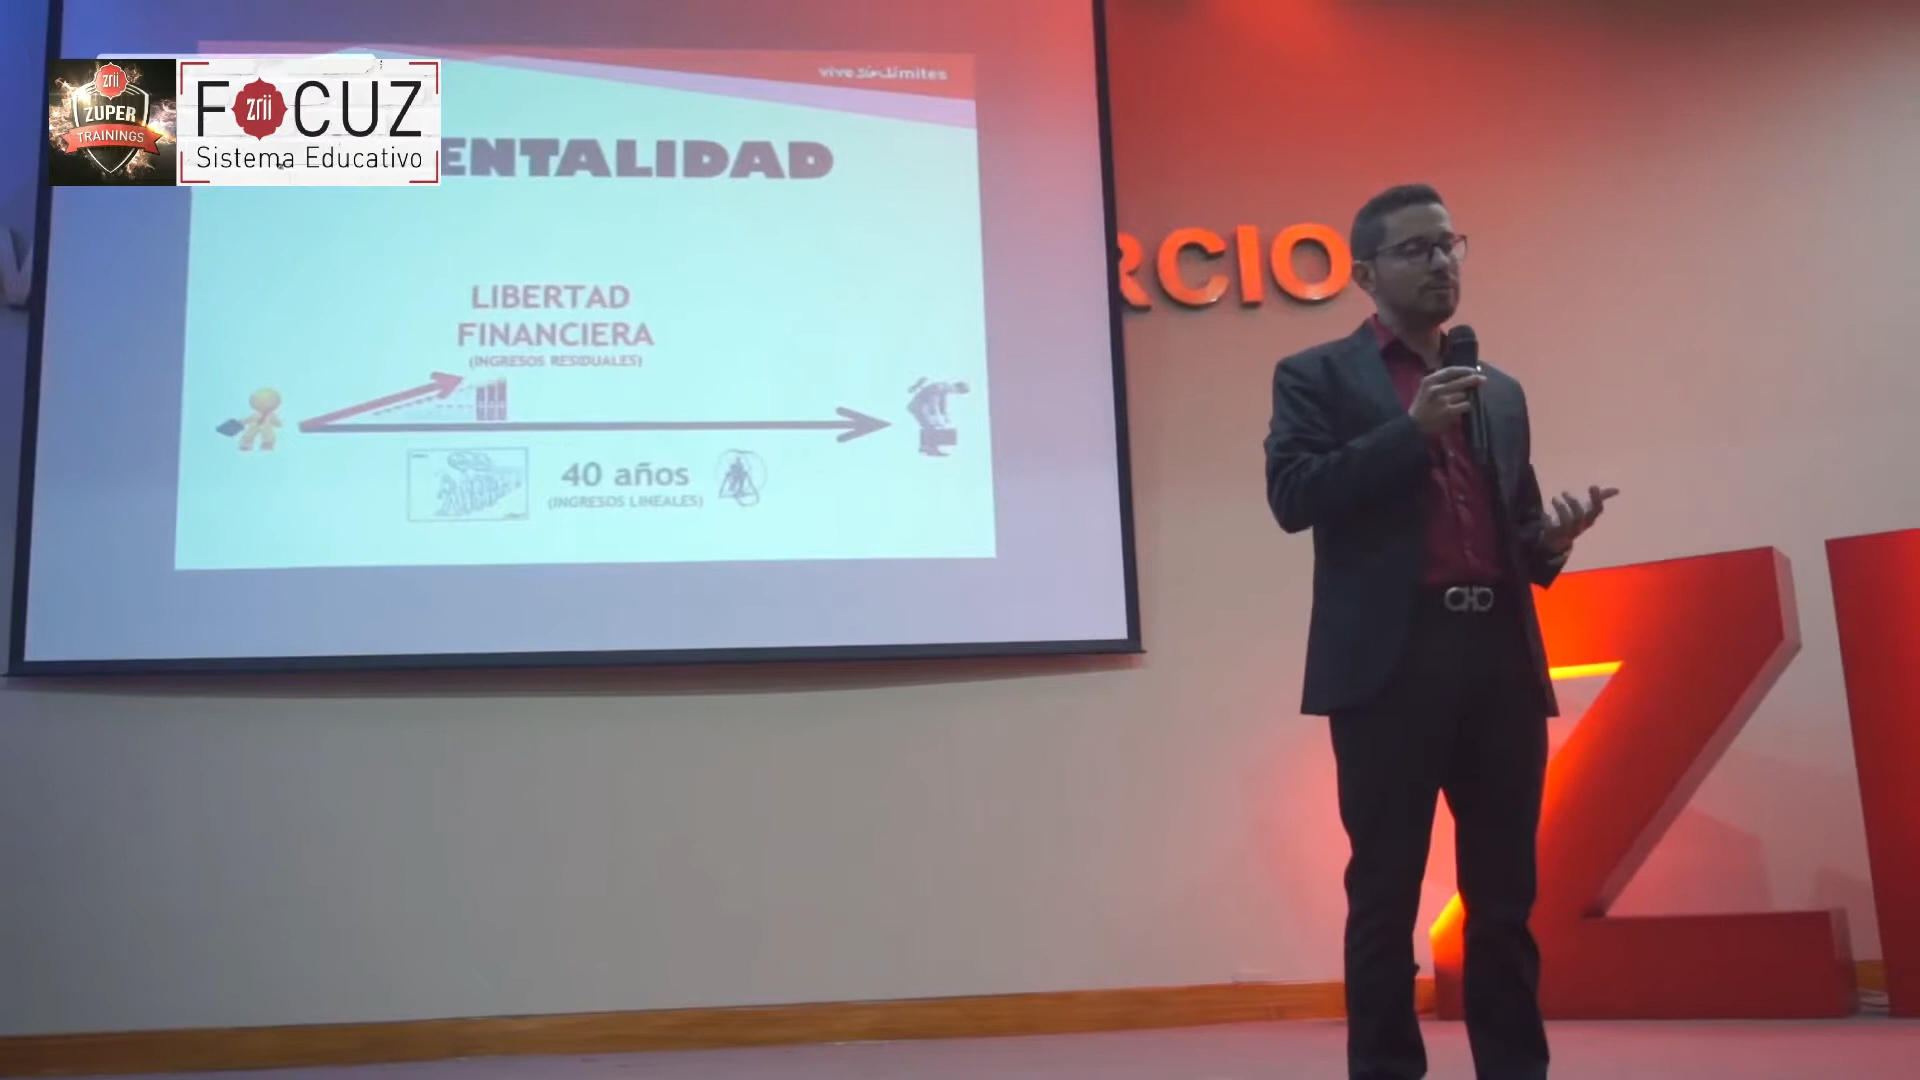 zrii
ZUPER
TRAININGS
FOCUZ
zrii
Sistema Educativo
vive sin límites
ENTALIDAD
LIBERTAD
FINANCIERA
(INGRESOS RESIDUALES)
40 años
(INGRESOS LINEALES)
RCIO
Z